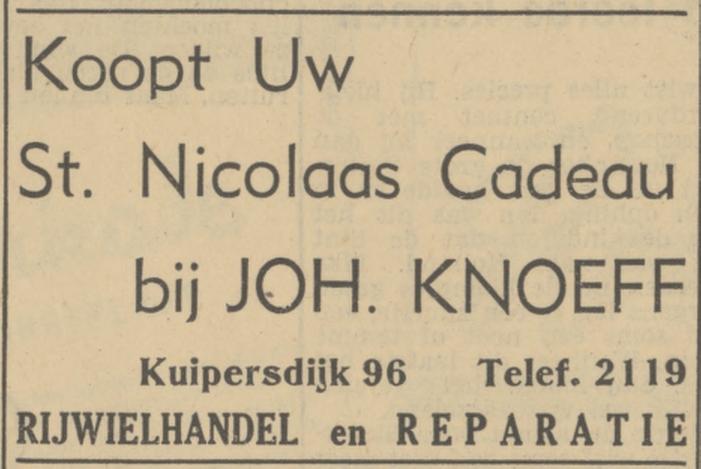 Koopt Uw
St. Nicolaas Cadeau
bij JOH. KNOEFF
Kuipersdijk 96 Telef. 2119
RIJWIELHANDEL en REPARATIE